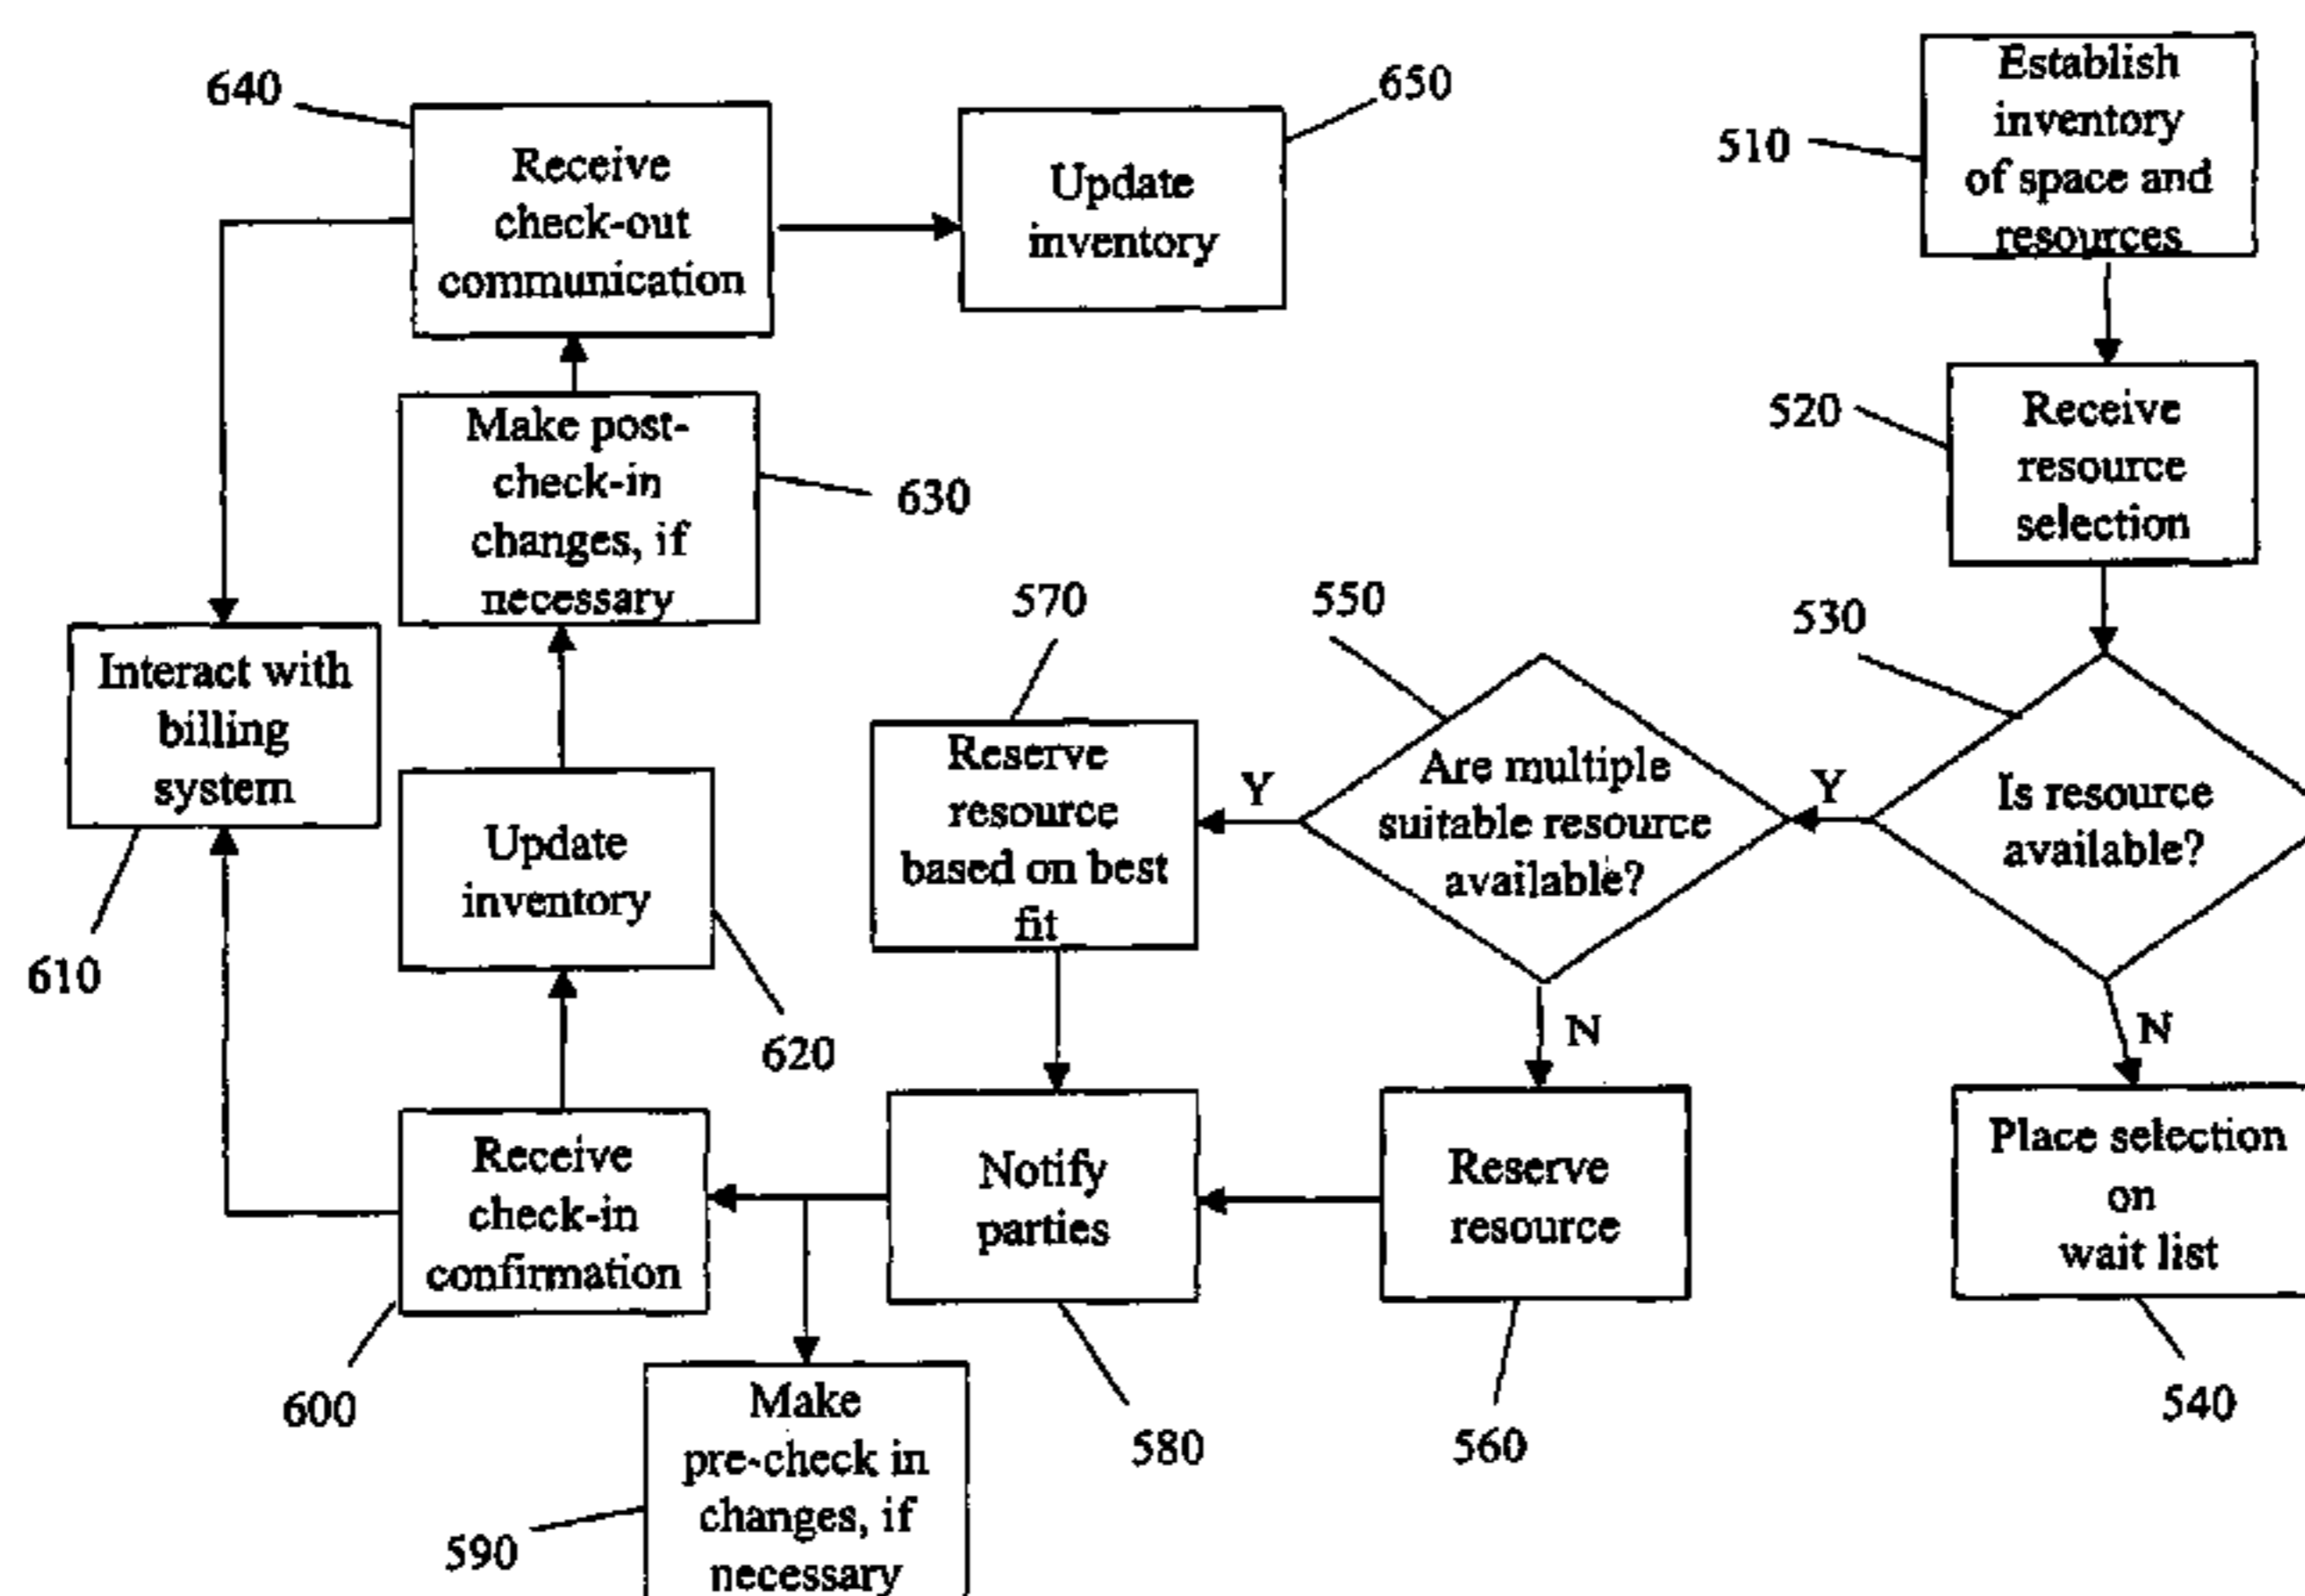 640
Receive
check-out
communication
650
Update
inventory
510
Establish
inventory
of space and
resources
520
Receive
resource
selection
Make post-
check-in
changes, if
necessary
630
610
Interact with
billing
system
Update
inventory
620
570
Reserve
resource
based on best
fit
550
Are multiple
suitable resource
available?
Y
N
530
Is resource
available?
Y
N
600
Receive
check-in
confirmation
Notify
parties
580
Reserve
resource
560
Place selection
on
wait list
540
590
Make
pre-check in
changes, if
necessary